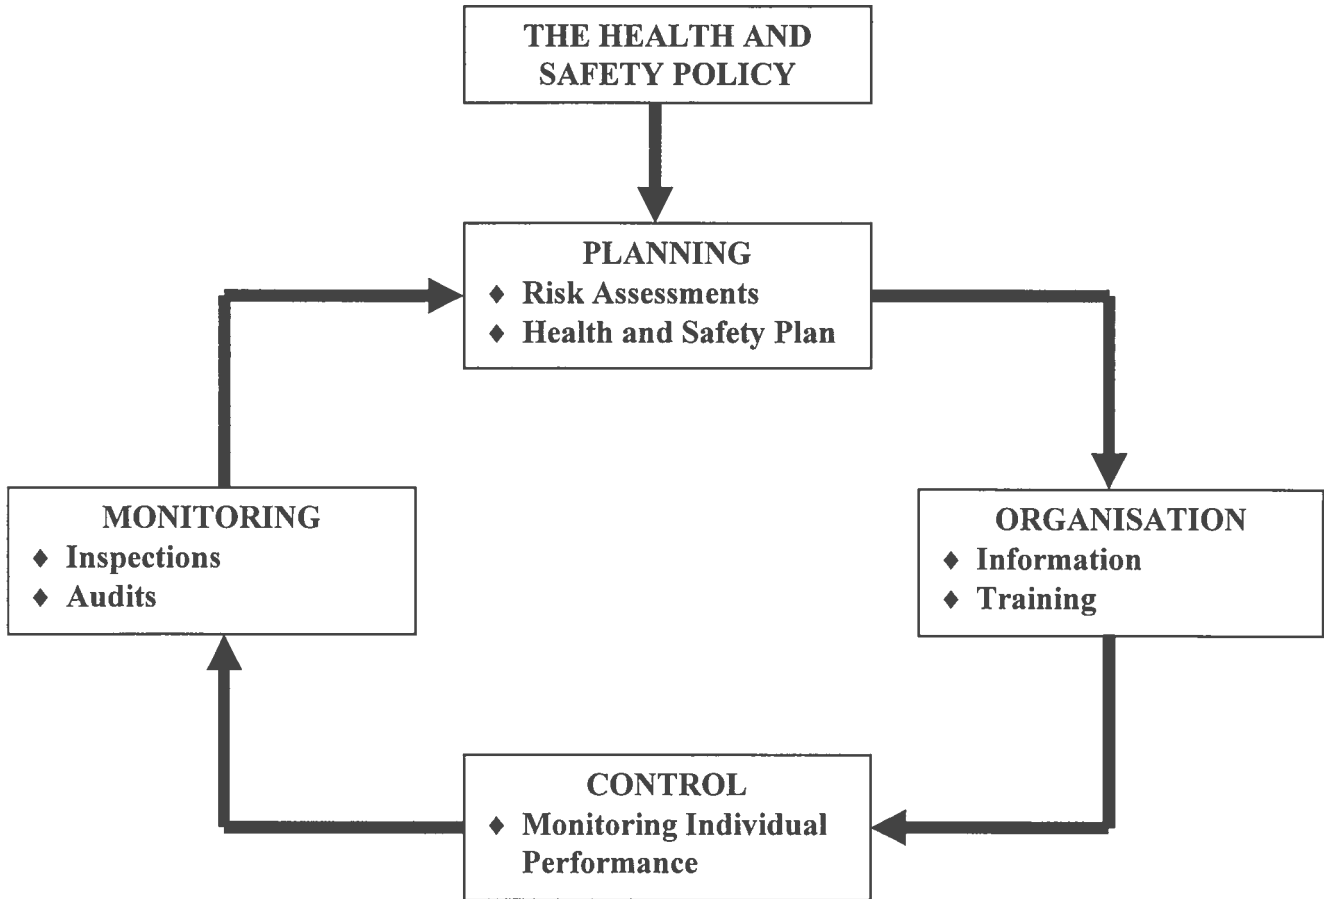 THE HEALTH AND
SAFETY POLICY
PLANNING
♦ Risk Assessments
♦ Health and Safety Plan
MONITORING
♦ Inspections
♦ Audits
ORGANISATION
♦ Information
♦ Training
CONTROL
♦ Monitoring Individual
Performance